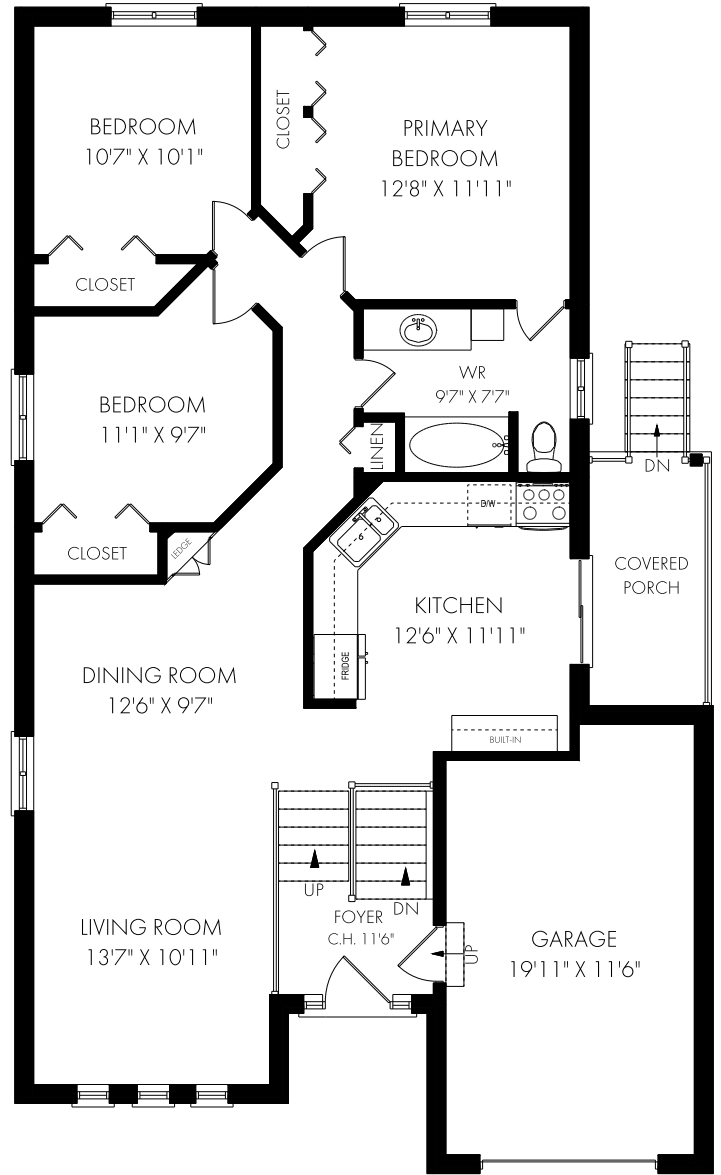 BEDROOM
10'7" X 10'1"
CLOSET
PRIMARY
BEDROOM
12'8" X 11'11"
CLOSET
BEDROOM
11'1" X 9'7"
WR
9'7" X 7'7"
LINEN
DN
CLOSET
LEDGE
D/W
COVERED
PORCH
KITCHEN
12'6" X 11'11"
FRIDGE
DINING ROOM
12'6" X 9'7"
BUILT-IN
UP
DN
FOYER
C.H. 11'6"
UP
LIVING ROOM
13'7" X 10'11"
GARAGE
19'11" X 11'6"